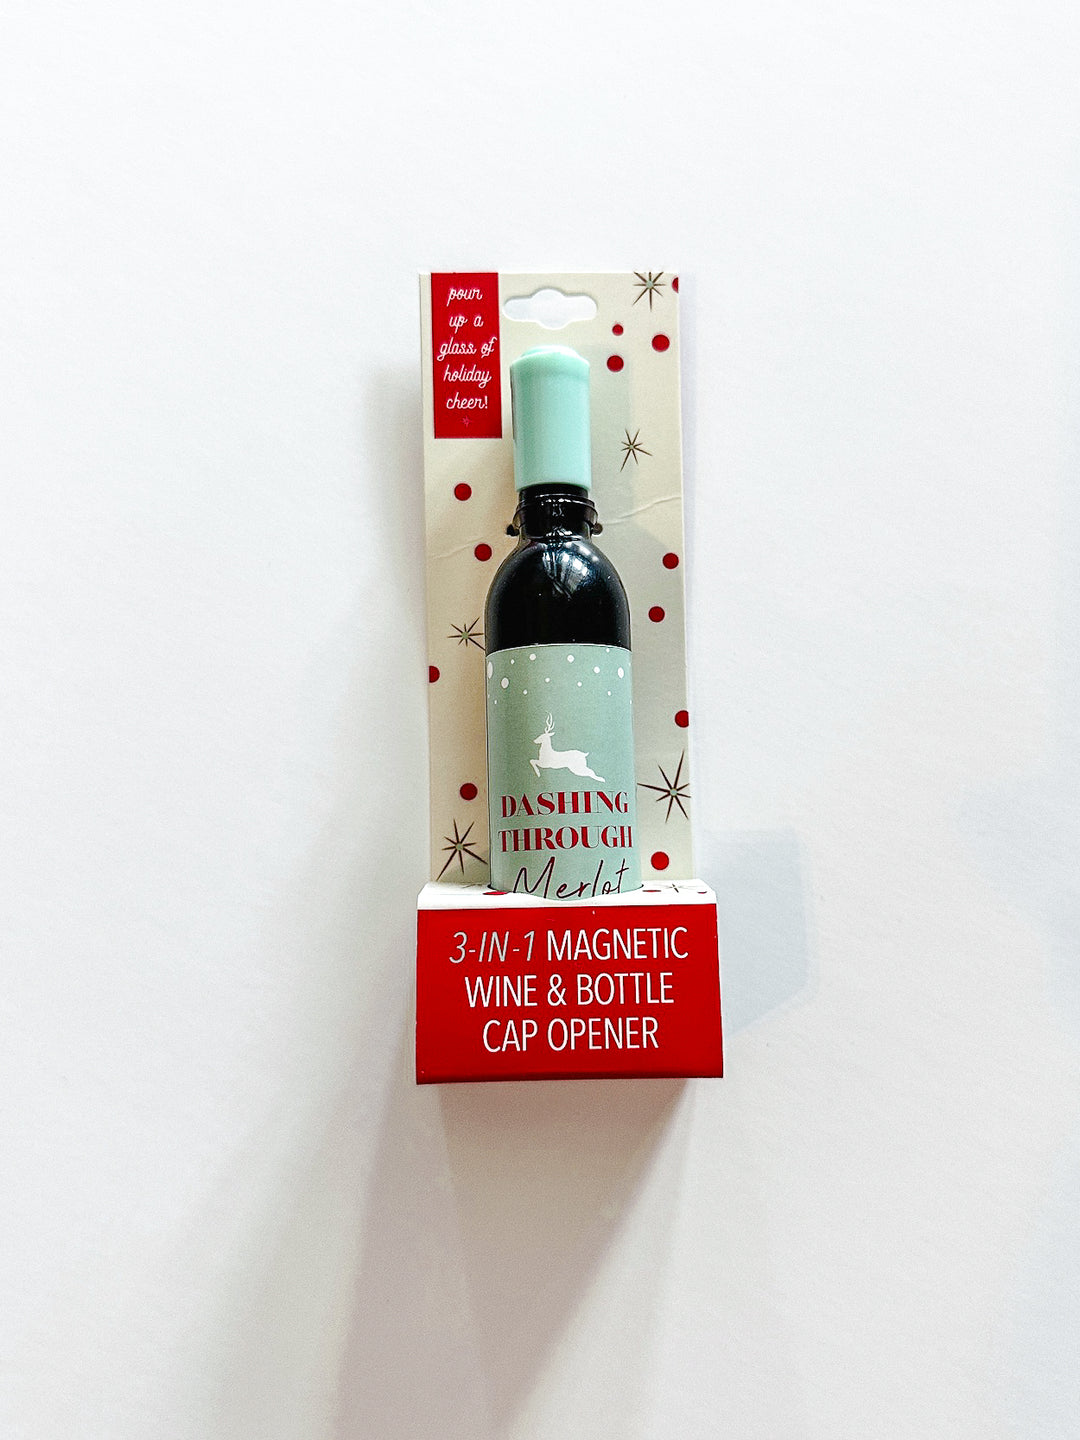 pour
up a
glass of
holiday
cheer!
DASHING
THROUGH
Merlot
3-IN-1 MAGNETIC
WINE & BOTTLE
CAP OPENER